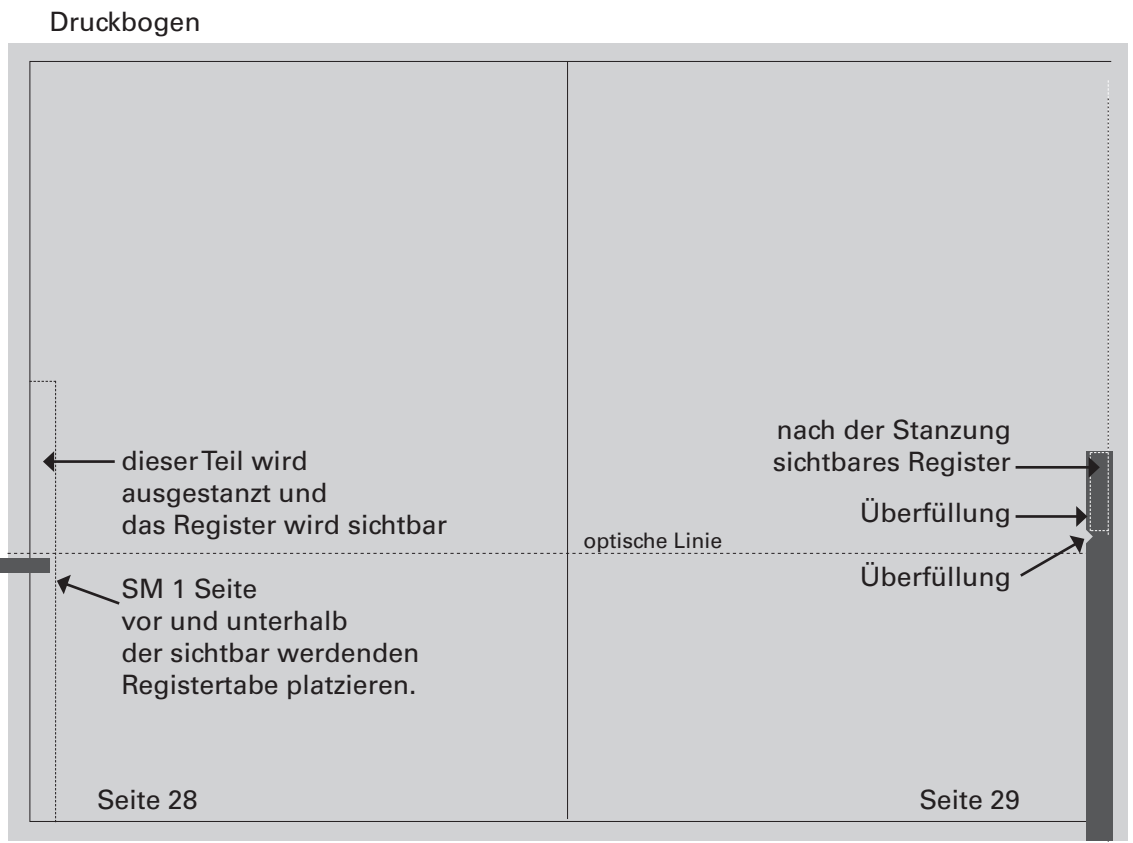 Druckbogen
dieser Teil wird
ausgestanzt und
das Register wird sichtbar
SM 1 Seite
vor und unterhalb
der sichtbar werdenden
Registertabe platzieren.
Seite 28
optische Linie
nach der Stanzung
sichtbares Register
Überfüllung
Überfüllung
Seite 29